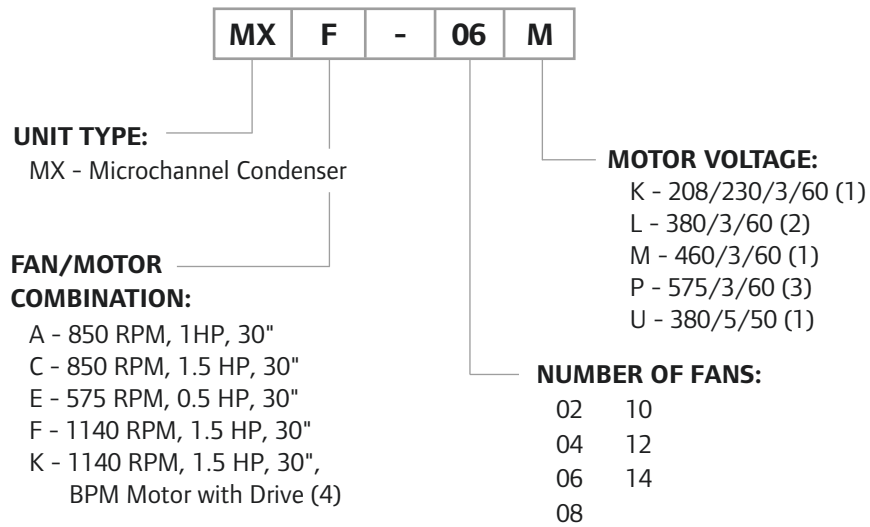 MX F - 06 M
UNIT TYPE:
MX - Microchannel Condenser
FAN/MOTOR
COMBINATION:
A - 850 RPM, 1HP, 30"
C - 850 RPM, 1.5 HP, 30"
E - 575 RPM, 0.5 HP, 30"
F - 1140 RPM, 1.5 HP, 30"
K - 1140 RPM, 1.5 HP, 30",
BPM Motor with Drive (4)
MOTOR VOLTAGE:
K - 208/230/3/60 (1)
L - 380/3/60 (2)
M - 460/3/60 (1)
P - 575/3/60 (3)
U - 380/5/50 (1)
NUMBER OF FANS:
02 10
04 12
06 14
08